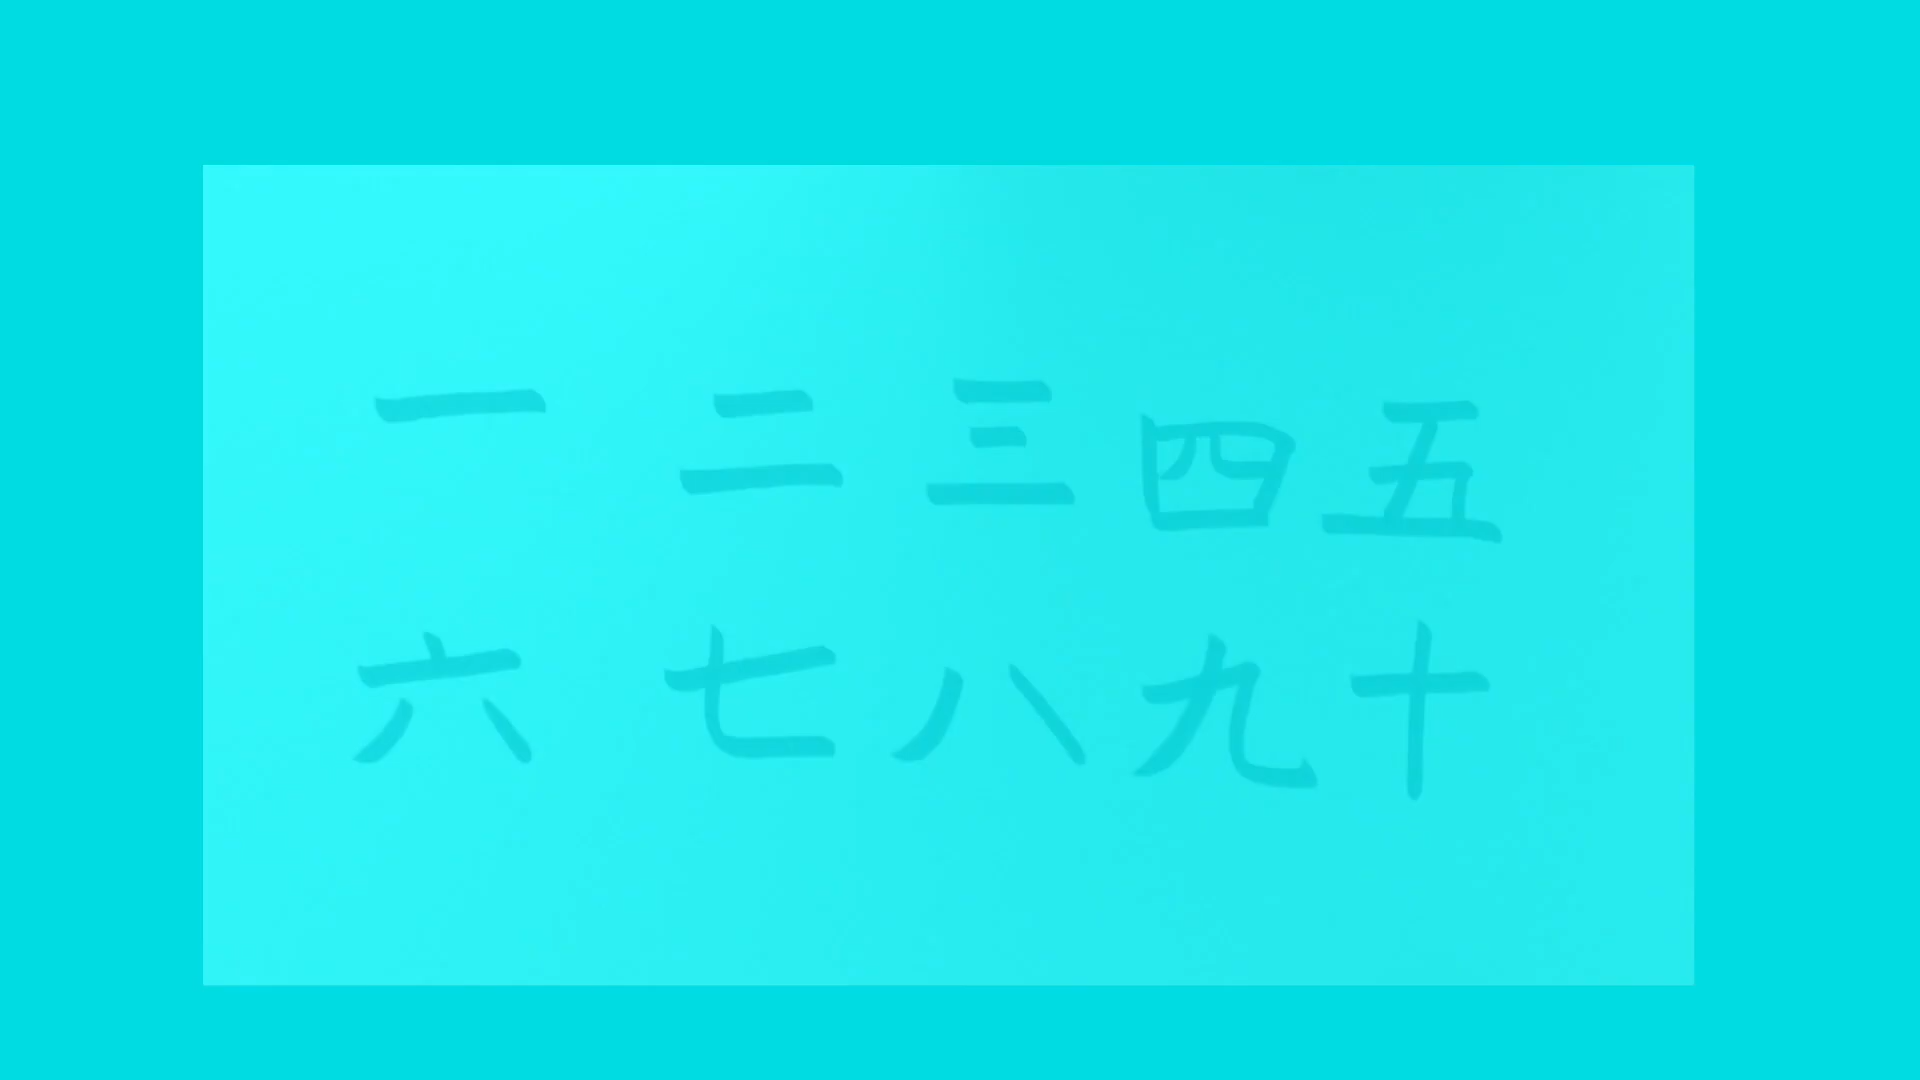 一 二 三 四 五
六 七 八 九 十